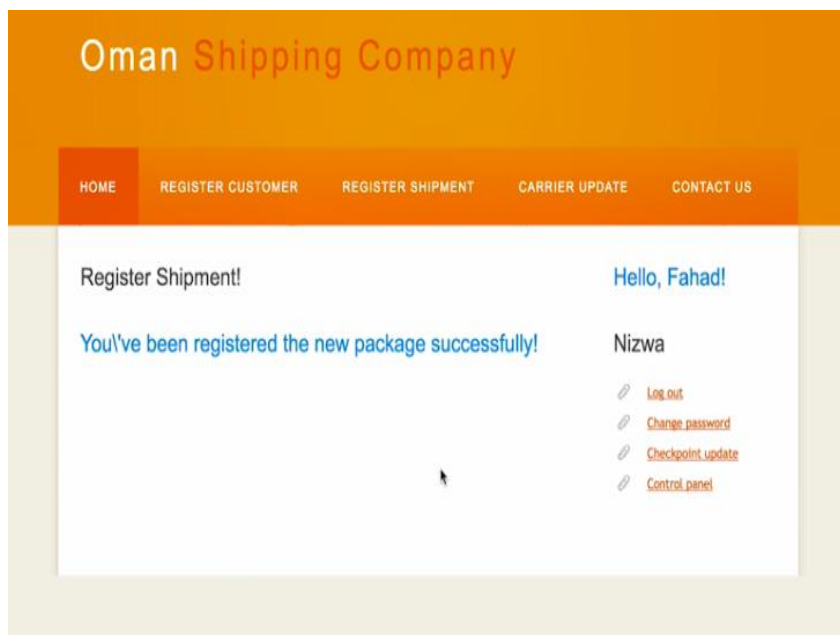 Oman Shipping Company
HOME REGISTER CUSTOMER REGISTER SHIPMENT CARRIER UPDATE CONTACT US
Register Shipment!
You\'ve been registered the new package successfully!
Hello, Fahad!
Nizwa
Log out
Change password
Checkpoint update
Control panel